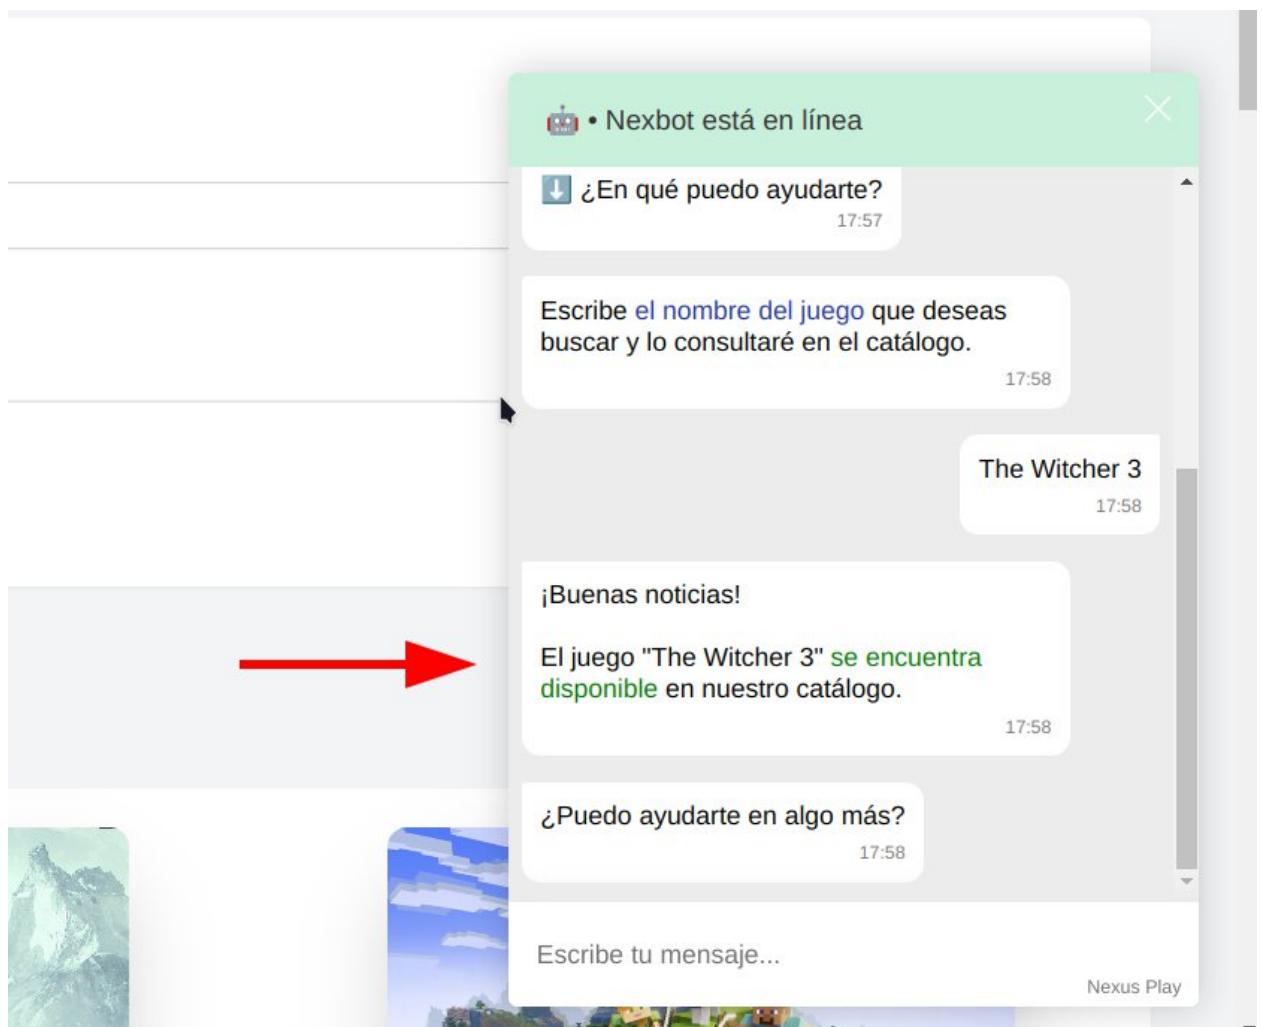 🤖 • Nexbot está en línea
⬇️ ¿En qué puedo ayudarte?
17:57
Escribe el nombre del juego que deseas
buscar y lo consultaré en el catálogo.
17:58
The Witcher 3
17:58
¡Buenas noticias!
El juego "The Witcher 3" se encuentra
disponible en nuestro catálogo.
17:58
¿Puedo ayudarte en algo más?
17:58
Escribe tu mensaje...
Nexus Play